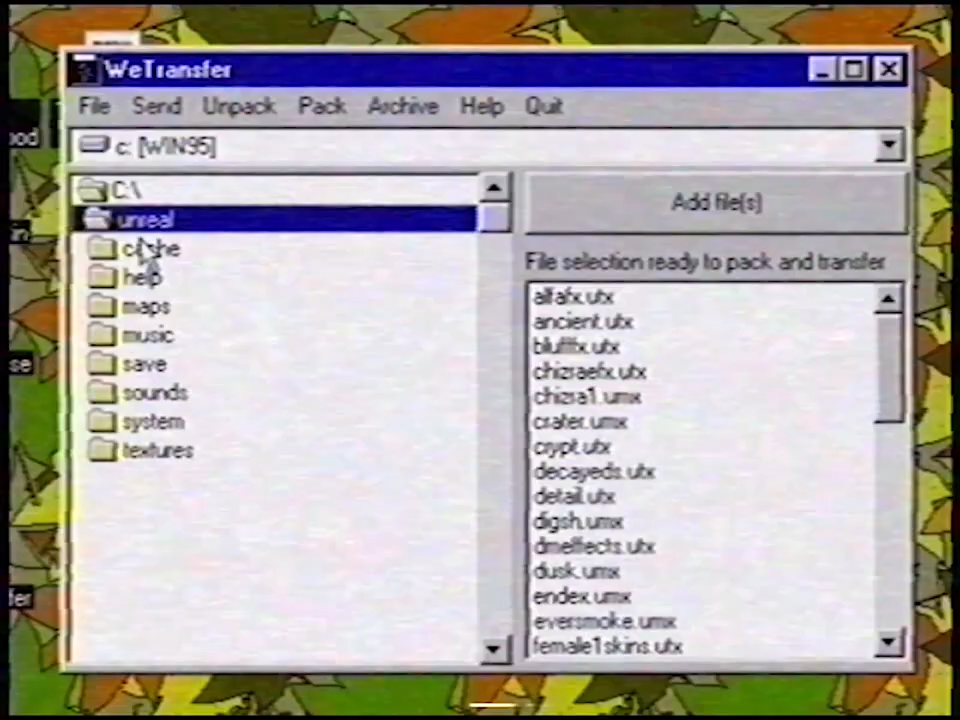 WeTransfer
File Send Unpack Pack Archive Help Quit
c: [WIN95]
C:\
unreal
cache
help
maps
music
save
sounds
system
textures
Add file(s)
File selection ready to pack and transfer
alfafx.utx
ancient.utx
blufffx.utx
chizraefx.utx
chizra1.umx
crater.umx
crypt.utx
decayeds.utx
detail.utx
digsh.umx
dmeffects.utx
dusk.umx
endex.umx
eversmoke.umx
female1skins.utx